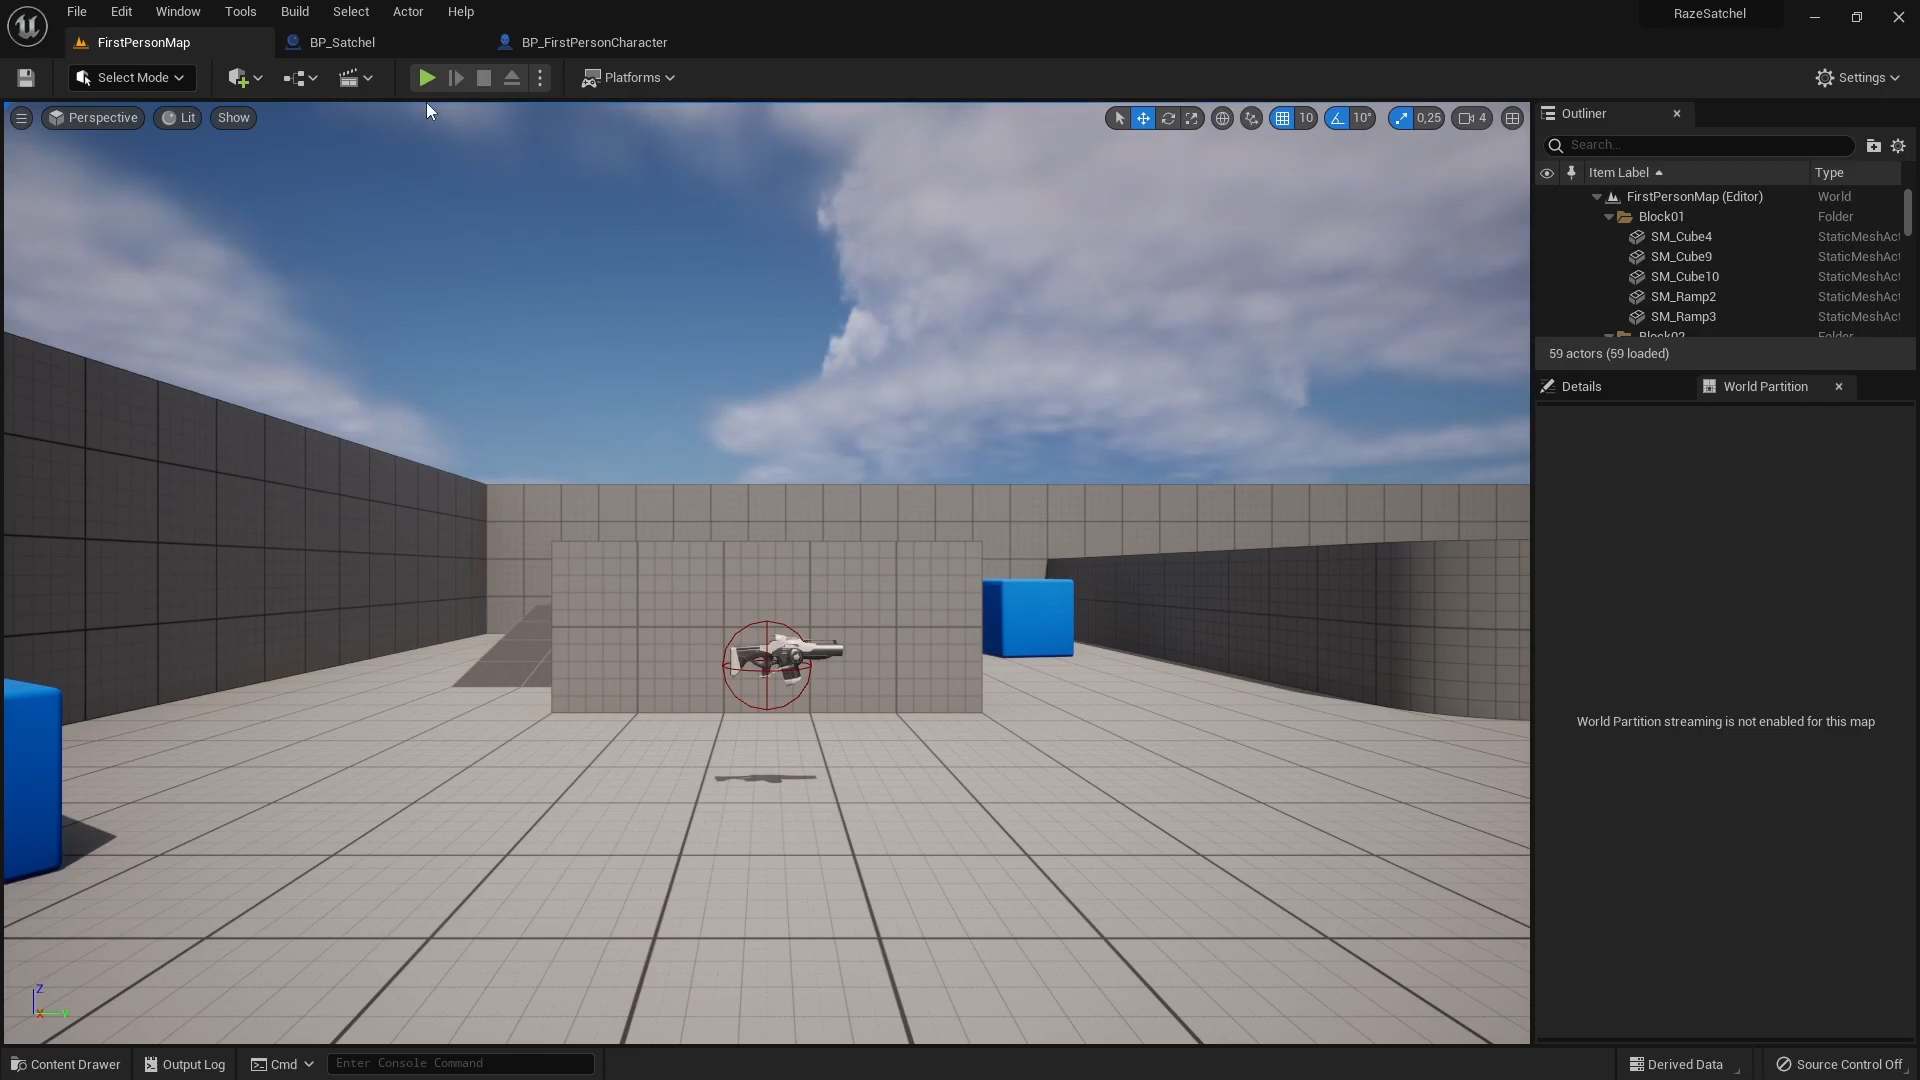 File Edit Window Tools Build Select Actor Help
RazeSatchel
FirstPersonMap BP_Satchel BP_FirstPersonCharacter
Select Mode Platforms Settings
Perspective Lit Show 10 10° 0,25 4
Outliner
Search...
Item Label Type
FirstPersonMap (Editor) World
Block01 Folder
SM_Cube4 StaticMeshAct
SM_Cube9 StaticMeshAct
SM_Cube10 StaticMeshAct
SM_Ramp2 StaticMeshAct
SM_Ramp3 StaticMeshAct
Block02 Folder
59 actors (59 loaded)
Details World Partition
World Partition streaming is not enabled for this map
Z
X Y
Content Drawer Output Log Cmd Enter Console Command Derived Data Source Control Off